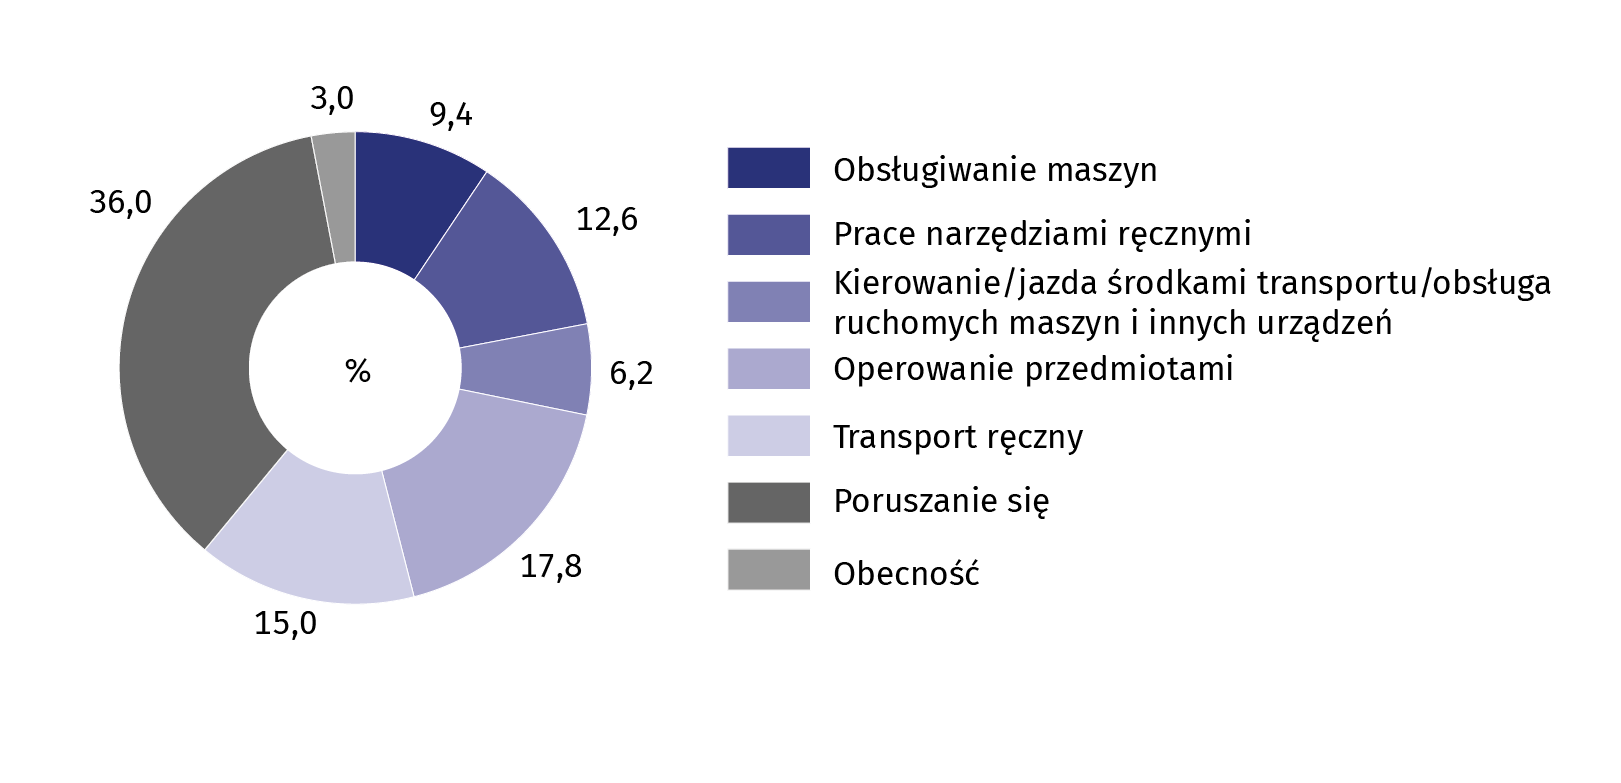 3,0
9,4
36,0
12,6
%
6,2
17,8
15,0
Obsługiwanie maszyn
Prace narzędziami ręcznymi
Kierowanie/jazda środkami transportu/obsługa
ruchomych maszyn i innych urządzeń
Operowanie przedmiotami
Transport ręczny
Poruszanie się
Obecność